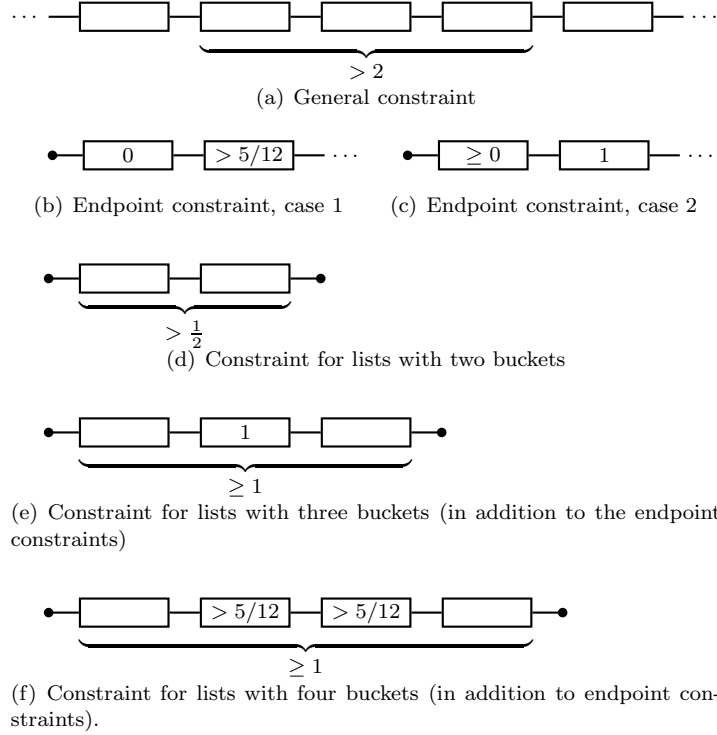 ··· ···
> 2
(a) General constraint
0 > 5/12 ··· ≥ 0 1 ···
(b) Endpoint constraint, case 1 (c) Endpoint constraint, case 2
> 1/2
(d) Constraint for lists with two buckets
1
≥ 1
(e) Constraint for lists with three buckets (in addition to the endpoint
constraints)
> 5/12 > 5/12
≥ 1
(f) Constraint for lists with four buckets (in addition to endpoint con-
straints).